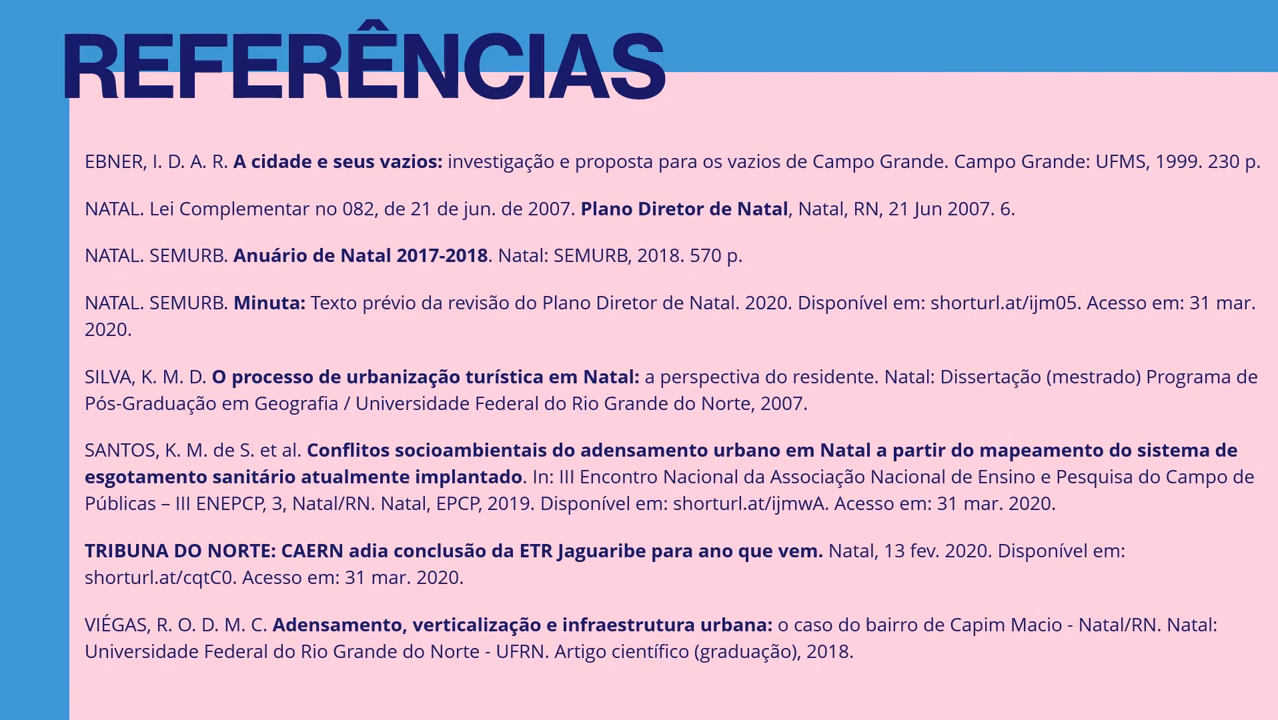 REFERÊNCIAS
EBNER, I. D. A. R. A cidade e seus vazios: investigação e proposta para os vazios de Campo Grande. Campo Grande: UFMS, 1999. 230 p.
NATAL. Lei Complementar no 082, de 21 de jun. de 2007. Plano Diretor de Natal, Natal, RN, 21 Jun 2007. 6.
NATAL. SEMURB. Anuário de Natal 2017-2018. Natal: SEMURB, 2018. 570 p.
NATAL. SEMURB. Minuta: Texto prévio da revisão do Plano Diretor de Natal. 2020. Disponível em: shorturl.at/ijm05. Acesso em: 31 mar.
2020.
SILVA, K. M. D. O processo de urbanização turística em Natal: a perspectiva do residente. Natal: Dissertação (mestrado) Programa de
Pós-Graduação em Geografia / Universidade Federal do Rio Grande do Norte, 2007.
SANTOS, K. M. de S. et al. Conflitos socioambientais do adensamento urbano em Natal a partir do mapeamento do sistema de
esgotamento sanitário atualmente implantado. In: III Encontro Nacional da Associação Nacional de Ensino e Pesquisa do Campo de
Públicas – III ENEPCP, 3, Natal/RN. Natal, EPCP, 2019. Disponível em: shorturl.at/ijmwA. Acesso em: 31 mar. 2020.
TRIBUNA DO NORTE: CAERN adia conclusão da ETR Jaguaribe para ano que vem. Natal, 13 fev. 2020. Disponível em:
shorturl.at/cqtC0. Acesso em: 31 mar. 2020.
VIÉGAS, R. O. D. M. C. Adensamento, verticalização e infraestrutura urbana: o caso do bairro de Capim Macio - Natal/RN. Natal:
Universidade Federal do Rio Grande do Norte - UFRN. Artigo científico (graduação), 2018.